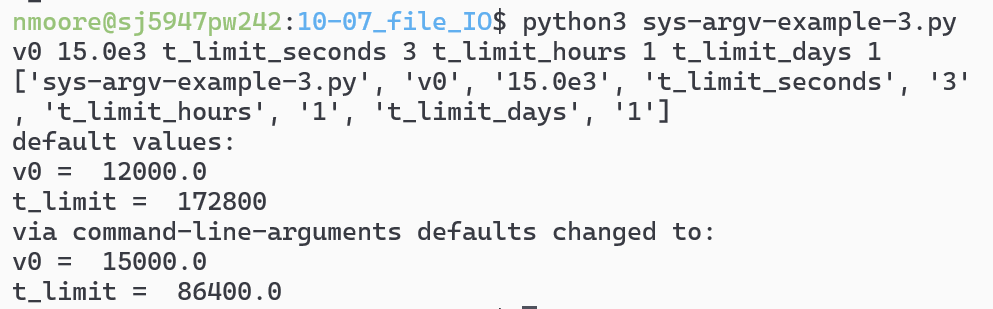 nmoore@sj5947pw242:10-07_file_IO$ python3 sys-argv-example-3.py
v0 15.0e3 t_limit_seconds 3 t_limit_hours 1 t_limit_days 1
['sys-argv-example-3.py', 'v0', '15.0e3', 't_limit_seconds', '3'
, 't_limit_hours', '1', 't_limit_days', '1']
default values:
v0 =  12000.0
t_limit =  172800
via command-line-arguments defaults changed to:
v0 =  15000.0
t_limit =  86400.0